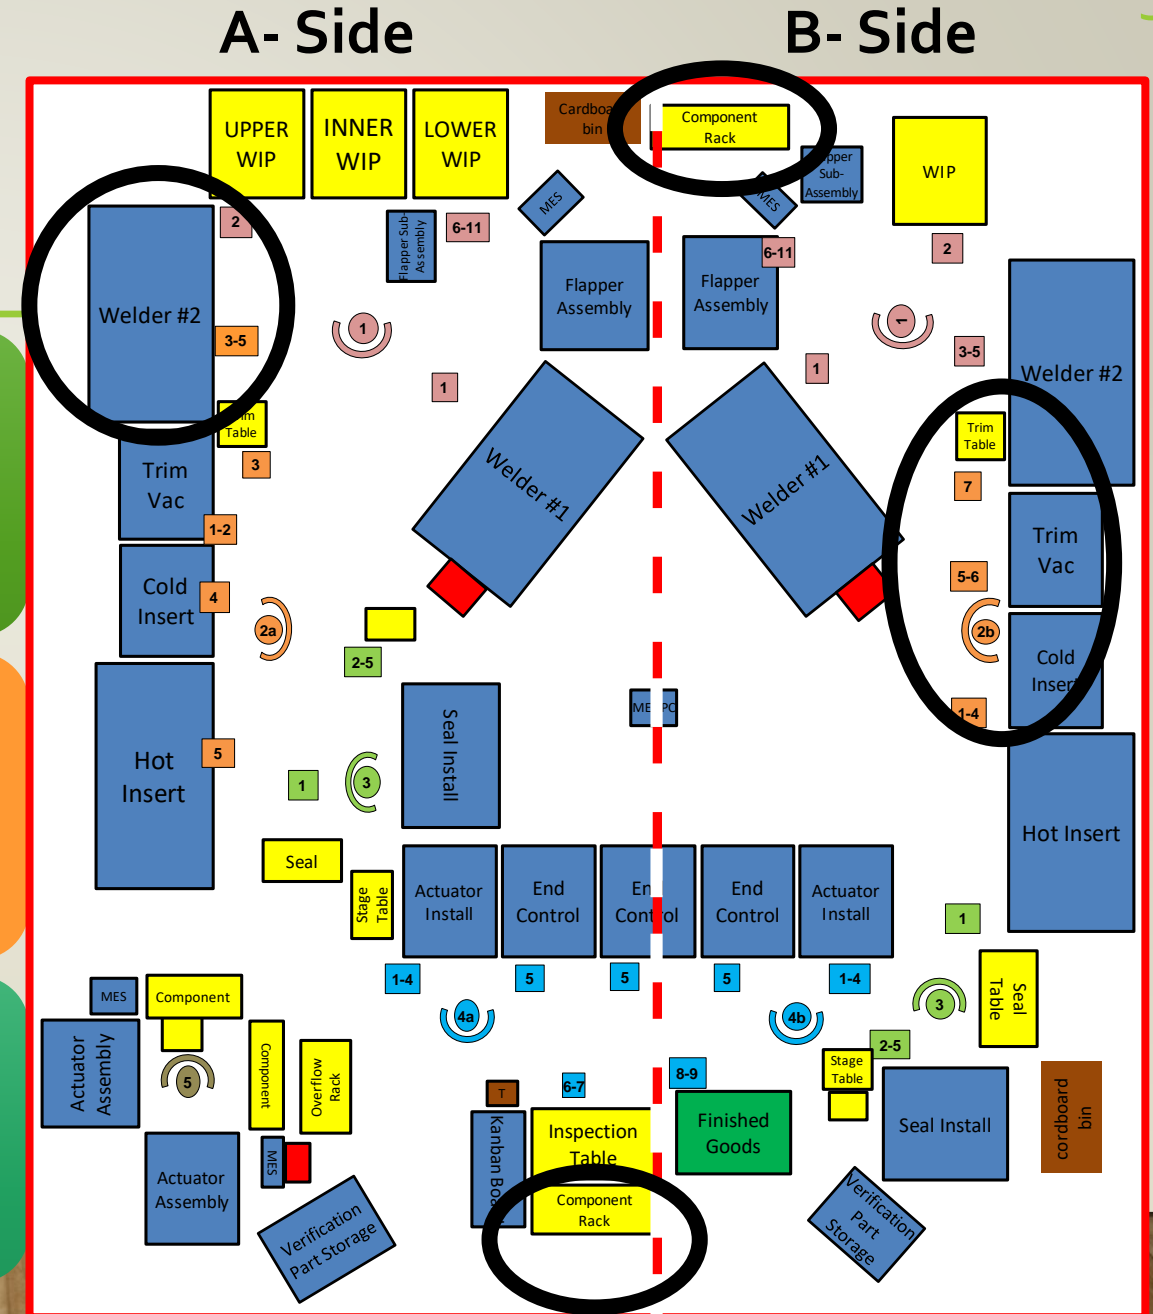 A- Side
B- Side
UPPER
WIP
INNER
WIP
LOWER
WIP
bin
Component
Rack
Sub-
Assembly
WIP
MES
MES
2
Flapper Sub-
Assembly
6-11
Flapper
Assembly
Flapper
Assembly
6-11
2
Welder #2
3-5
1
1
1
1
3-5
Welder #2
Table
3
Trim
Vac
1-2
Welder #1
Welder #1
Trim
Table
7
Trim
Vac
5-6
Cold
Insert
4
2a
2-5
2b
Cold
Insert
1-4
Hot
Insert
5
1
3
Seal Install
Hot Insert
Seal
Stage
Table
Actuator
Install
End
Control
End
Control
End
Control
Actuator
Install
1
1-4
5
5
5
1-4
4a
4b
3
Seal
Table
MES
Component
Actuator
Assembly
5
Component
Overflow
Rack
6-7
8-9
2-5
Stage
Table
T
Kanban
Inspection
Table
Finished
Goods
Seal Install
cordboard
bin
Actuator
Assembly
MES
Component
Rack
Verification
Part Storage
Verification
Part
Storage